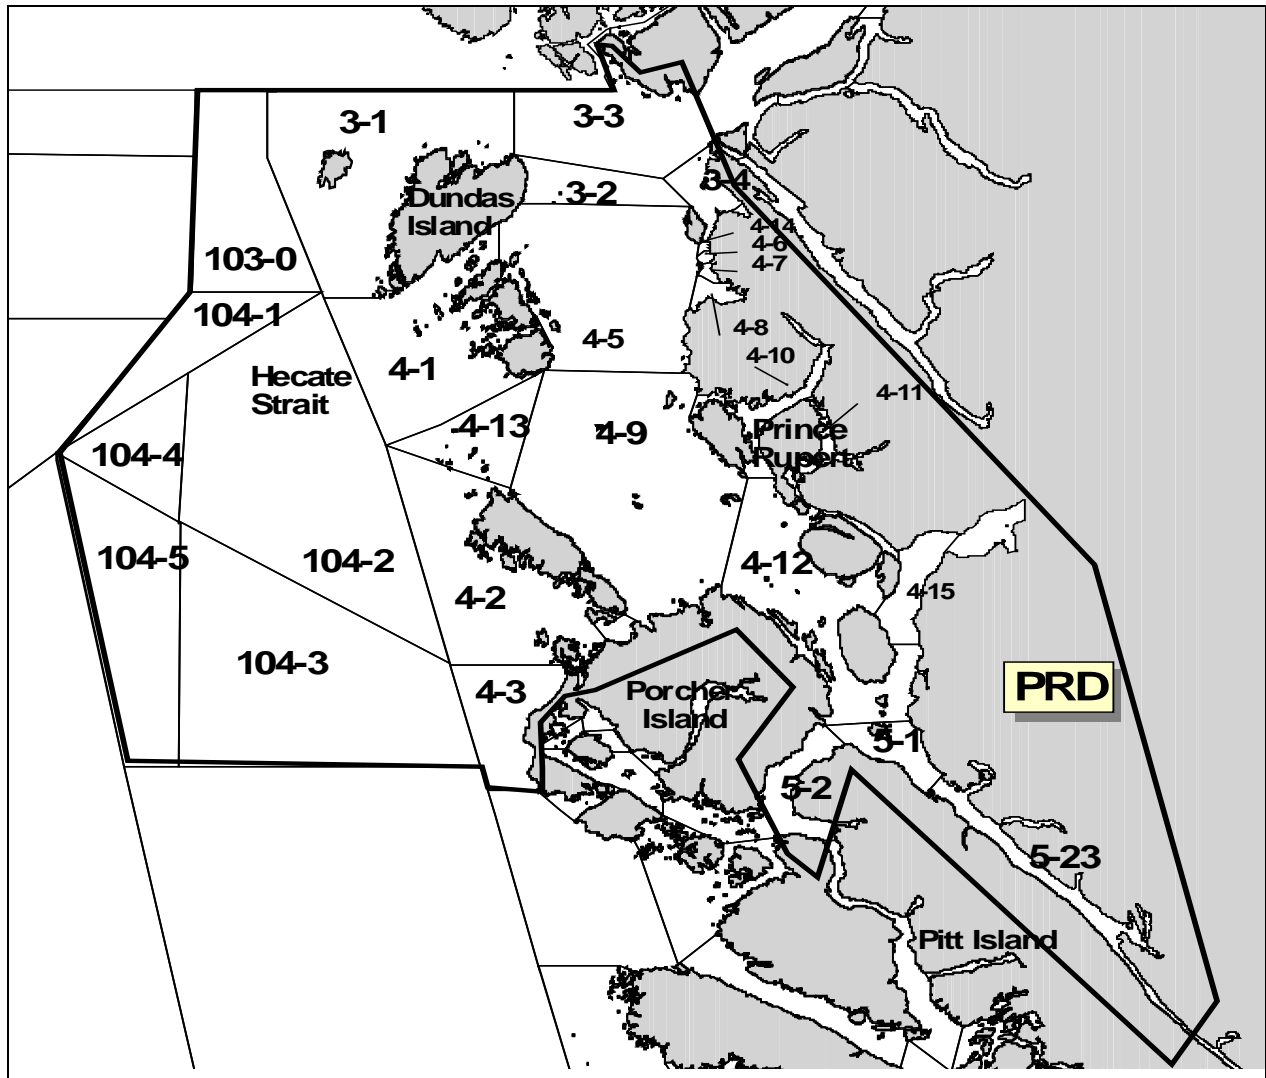 3-1
3-3
3-4
3-2
Dundas
Island
4-14
4-6
4-7
103-0
104-1
4-8
4-5
4-10
Hecate
Strait
4-1
4-11
4-13
4-9
Prince
Rupert
104-4
104-5
104-2
4-12
4-15
4-2
104-3
4-3
Porcher
Island
PRD
5-1
5-2
5-23
Pitt Island